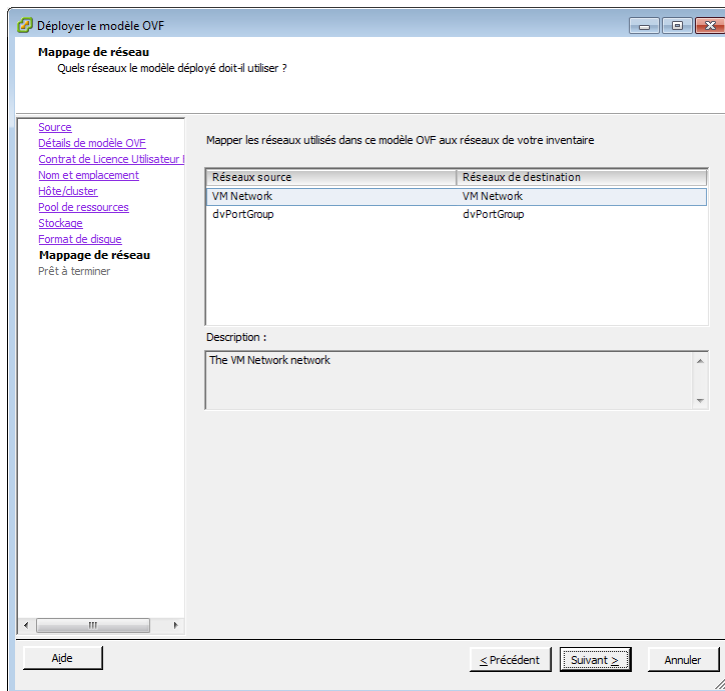 Déployer le modèle OVF
Mappage de réseau
Quels réseaux le modèle déployé doit-il utiliser ?
Source
Détails de modèle OVF
Contrat de Licence Utilisateur
Nom et emplacement
Hôte/cluster
Pool de ressources
Stockage
Format de disque
Mappage de réseau
Prêt à terminer
Mapper les réseaux utilisés dans ce modèle OVF aux réseaux de votre inventaire
Réseaux source Réseaux de destination
VM Network VM Network
dvPortGroup dvPortGroup
Description :
The VM Network network
Aide
< Précédent Suivant > Annuler